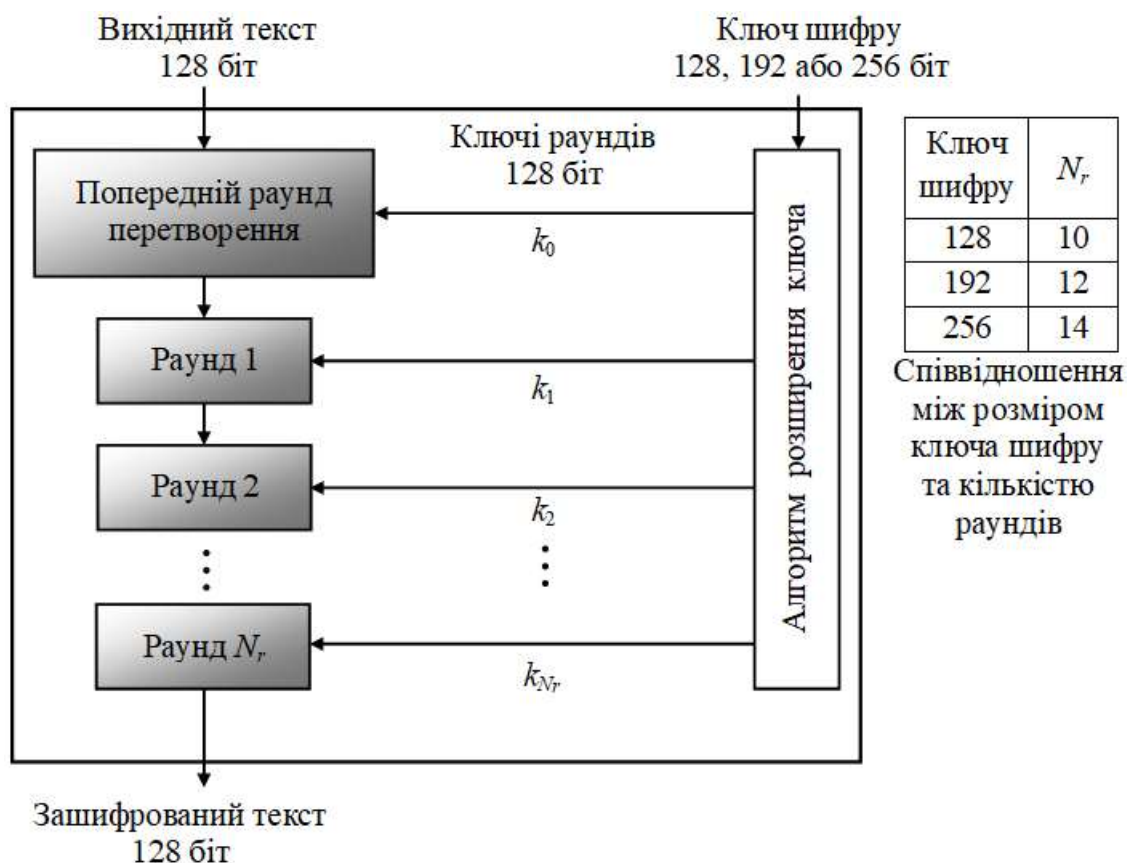 Вихідний текст
128 біт
Ключ шифру
128, 192 або 256 біт
Ключі раундів
128 біт
Попередній раунд
перетворення
k₀
Раунд 1
k₁
Раунд 2
k₂
Раунд Nᵣ
k_Nr
Алгоритм розширення ключа
Зашифрований текст
128 біт
Ключ
шифру
Nᵣ
128 10
192 12
256 14
Співвідношення
між розміром
ключа шифру
та кількістю
раундів